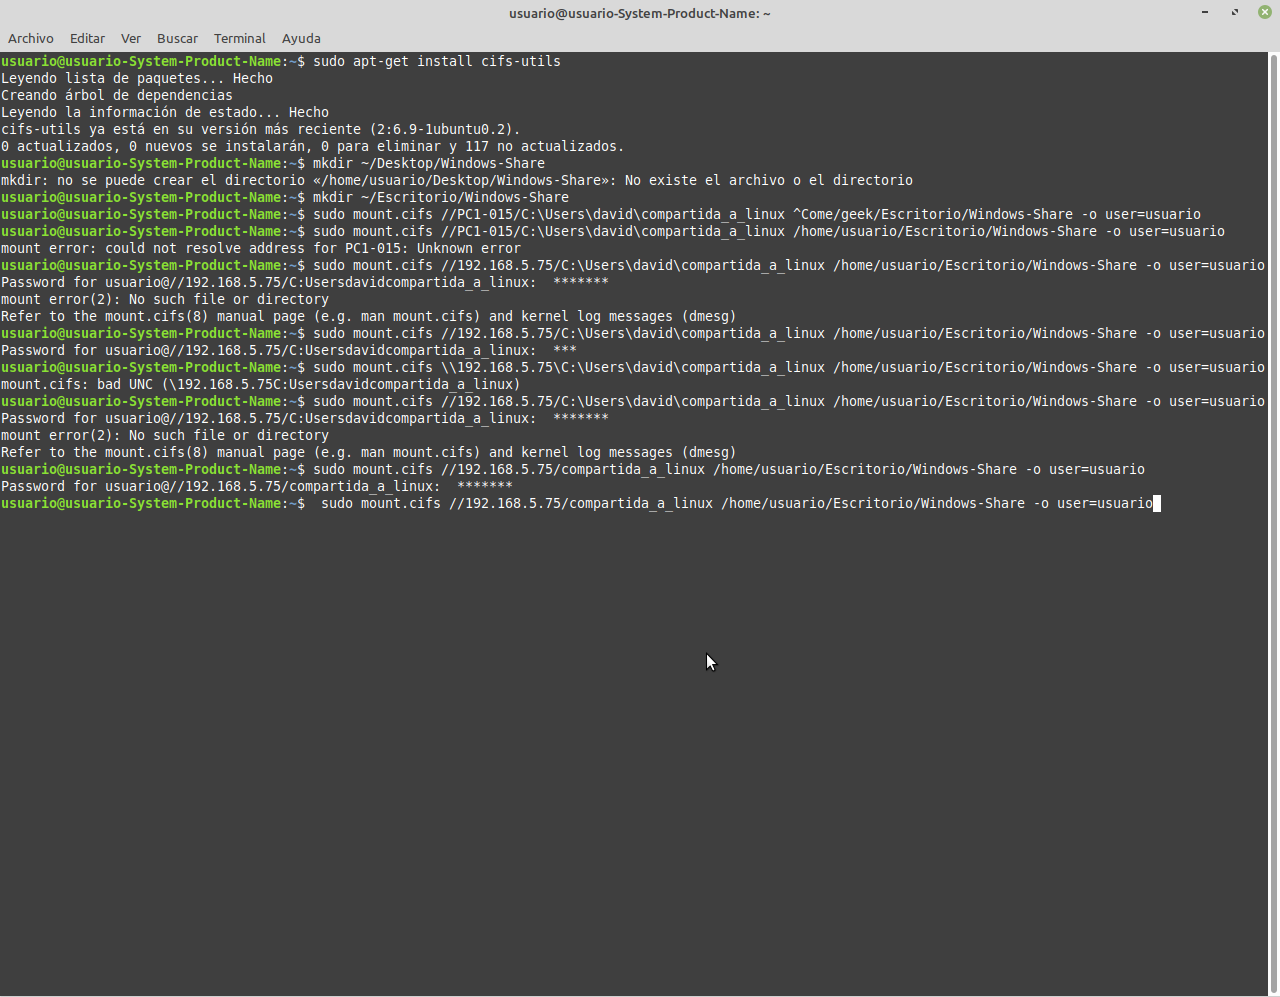 usuario@usuario-System-Product-Name: ~
Archivo Editar Ver Buscar Terminal Ayuda
usuario@usuario-System-Product-Name:~$ sudo apt-get install cifs-utils
Leyendo lista de paquetes... Hecho
Creando árbol de dependencias
Leyendo la información de estado... Hecho
cifs-utils ya está en su versión más reciente (2:6.9-1ubuntu0.2).
0 actualizados, 0 nuevos se instalarán, 0 para eliminar y 117 no actualizados.
usuario@usuario-System-Product-Name:~$ mkdir ~/Desktop/Windows-Share
mkdir: no se puede crear el directorio «/home/usuario/Desktop/Windows-Share»: No existe el archivo o el directorio
usuario@usuario-System-Product-Name:~$ mkdir ~/Escritorio/Windows-Share
usuario@usuario-System-Product-Name:~$ sudo mount.cifs //PC1-015/C:\Users\david\compartida_a_linux ^Come/geek/Escritorio/Windows-Share -o user=usuario
usuario@usuario-System-Product-Name:~$ sudo mount.cifs //PC1-015/C:\Users\david\compartida_a_linux /home/usuario/Escritorio/Windows-Share -o user=usuario
mount error: could not resolve address for PC1-015: Unknown error
usuario@usuario-System-Product-Name:~$ sudo mount.cifs //192.168.5.75/C:\Users\david\compartida_a_linux /home/usuario/Escritorio/Windows-Share -o user=usuario
Password for usuario@//192.168.5.75/C:Usersdavidcompartida_a_linux:  *******
mount error(2): No such file or directory
Refer to the mount.cifs(8) manual page (e.g. man mount.cifs) and kernel log messages (dmesg)
usuario@usuario-System-Product-Name:~$ sudo mount.cifs //192.168.5.75/C:\Users\david\compartida_a_linux /home/usuario/Escritorio/Windows-Share -o user=usuario
Password for usuario@//192.168.5.75/C:Usersdavidcompartida_a_linux:  ***
usuario@usuario-System-Product-Name:~$ sudo mount.cifs \\192.168.5.75\C:\Users\david\compartida_a_linux /home/usuario/Escritorio/Windows-Share -o user=usuario
mount.cifs: bad UNC (\192.168.5.75C:Usersdavidcompartida_a_linux)
usuario@usuario-System-Product-Name:~$ sudo mount.cifs //192.168.5.75/C:\Users\david\compartida_a_linux /home/usuario/Escritorio/Windows-Share -o user=usuario
Password for usuario@//192.168.5.75/C:Usersdavidcompartida_a_linux:  *******
mount error(2): No such file or directory
Refer to the mount.cifs(8) manual page (e.g. man mount.cifs) and kernel log messages (dmesg)
usuario@usuario-System-Product-Name:~$ sudo mount.cifs //192.168.5.75/compartida_a_linux /home/usuario/Escritorio/Windows-Share -o user=usuario
Password for usuario@//192.168.5.75/compartida_a_linux:  *******
usuario@usuario-System-Product-Name:~$  sudo mount.cifs //192.168.5.75/compartida_a_linux /home/usuario/Escritorio/Windows-Share -o user=usuario